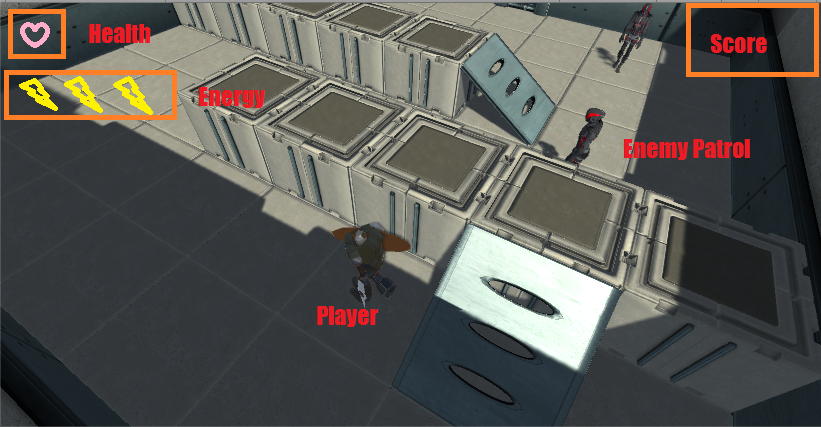 Health
Score
Energy
Enemy Patrol
Player